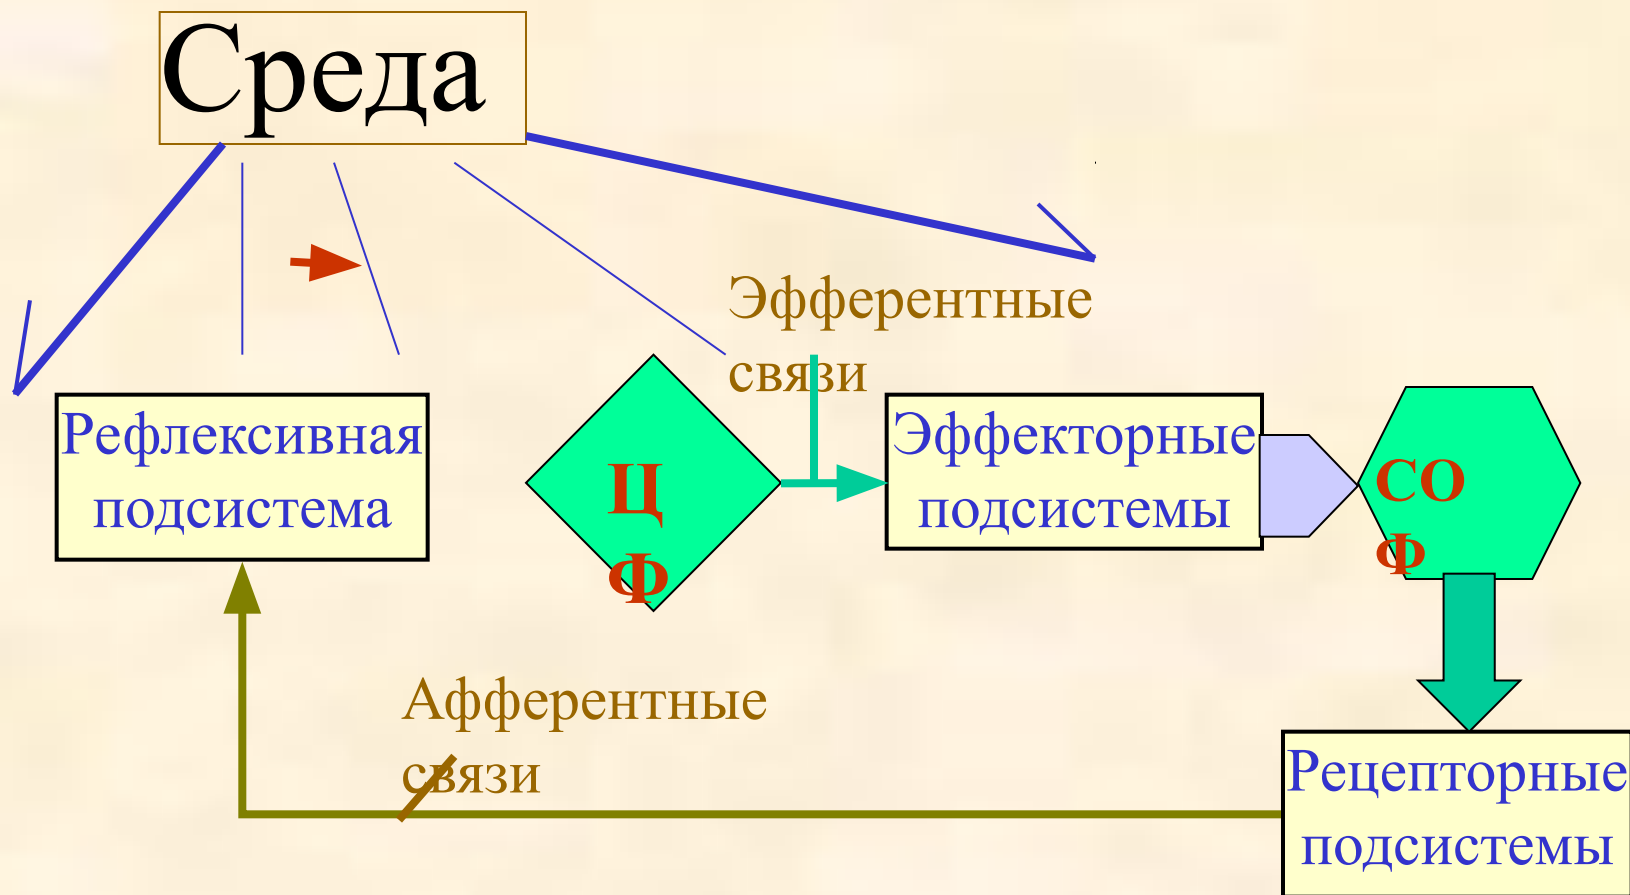 Среда
Эфферентные
связи
Рефлексивная
подсистема
Ц
Ф
Эффекторные
подсистемы
СО
Ф
Афферентные
связи
Рецепторные
подсистемы